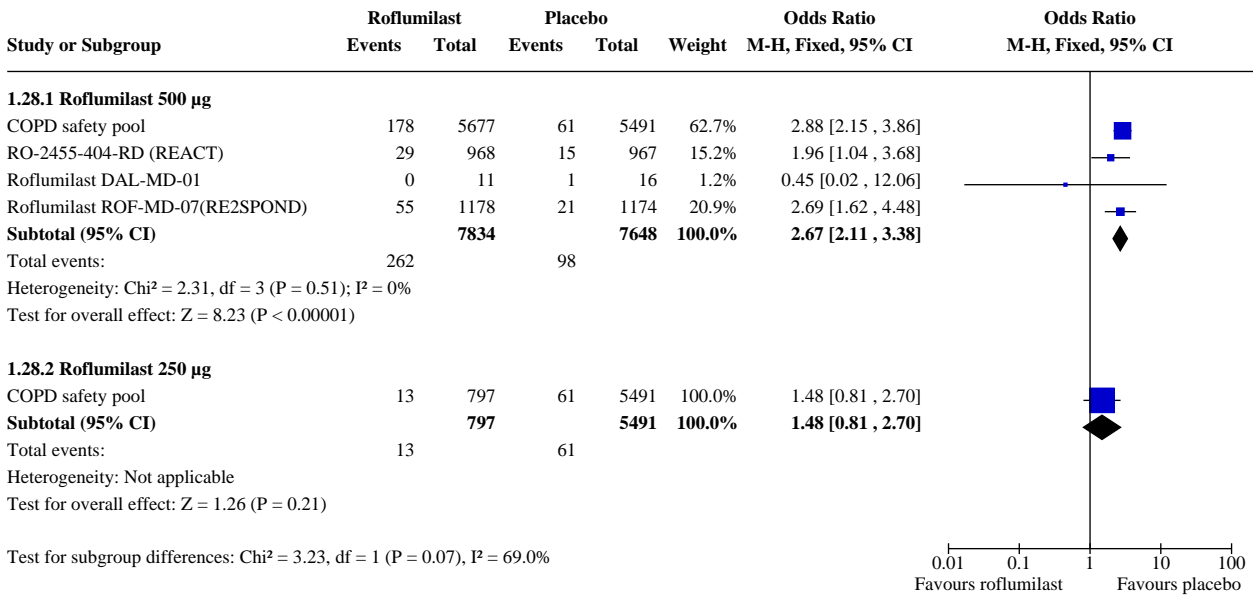 Roflumilast Placebo Odds Ratio Odds Ratio
Study or Subgroup Events Total Events Total Weight M-H, Fixed, 95% CI M-H, Fixed, 95% CI
1.28.1 Roflumilast 500 µg
COPD safety pool 178 5677 61 5491 62.7% 2.88 [2.15 , 3.86]
RO-2455-404-RD (REACT) 29 968 15 967 15.2% 1.96 [1.04 , 3.68]
Roflumilast DAL-MD-01 0 11 1 16 1.2% 0.45 [0.02 , 12.06]
Roflumilast ROF-MD-07(RE2SPOND) 55 1178 21 1174 20.9% 2.69 [1.62 , 4.48]
Subtotal (95% CI) 7834 7648 100.0% 2.67 [2.11 , 3.38]
Total events: 262 98
Heterogeneity: Chi² = 2.31, df = 3 (P = 0.51); I² = 0%
Test for overall effect: Z = 8.23 (P < 0.00001)
1.28.2 Roflumilast 250 µg
COPD safety pool 13 797 61 5491 100.0% 1.48 [0.81 , 2.70]
Subtotal (95% CI) 797 5491 100.0% 1.48 [0.81 , 2.70]
Total events: 13 61
Heterogeneity: Not applicable
Test for overall effect: Z = 1.26 (P = 0.21)
Test for subgroup differences: Chi² = 3.23, df = 1 (P = 0.07), I² = 69.0%
0.01 0.1 1 10 100
Favours roflumilast Favours placebo